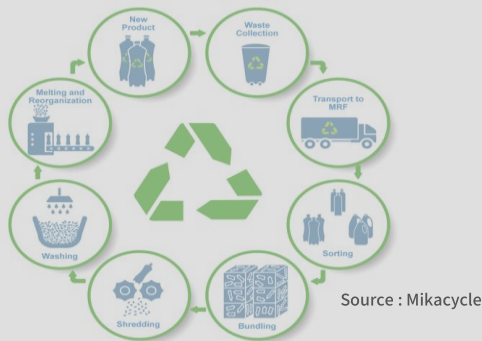 New
Product
Waste
Collection
Transport to
MRF
Sorting
Bundling
Shredding
Washing
Melting and
Reorganization
Source : Mikacycle